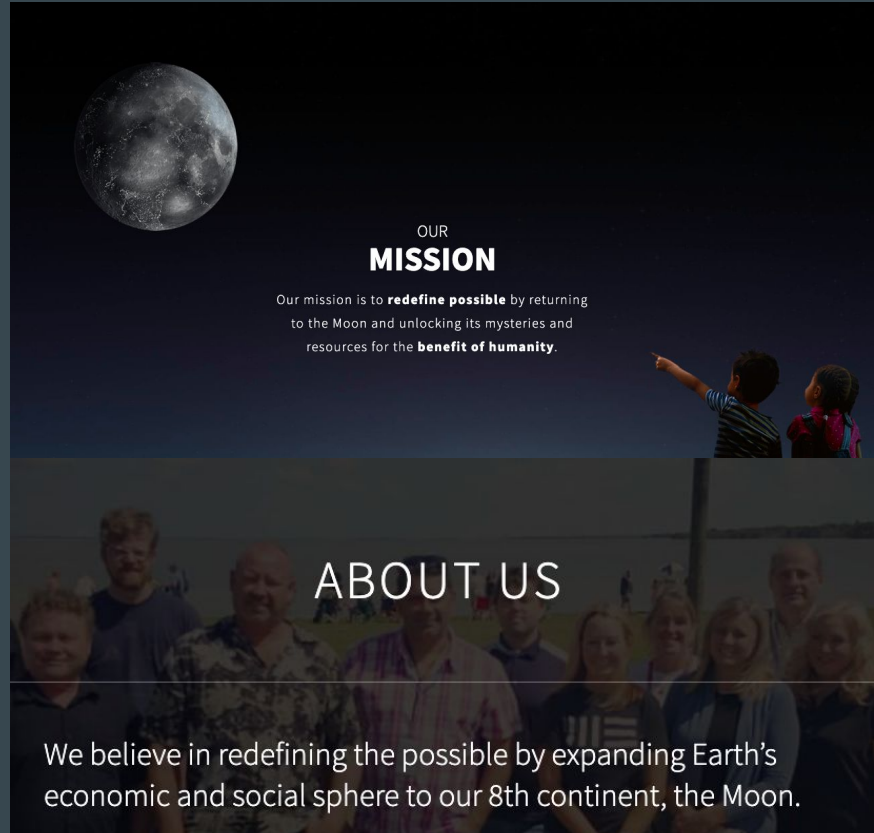 OUR
MISSION
Our mission is to redefine possible by returning
to the Moon and unlocking its mysteries and
resources for the benefit of humanity.
ABOUT US
We believe in redefining the possible by expanding Earth’s
economic and social sphere to our 8th continent, the Moon.